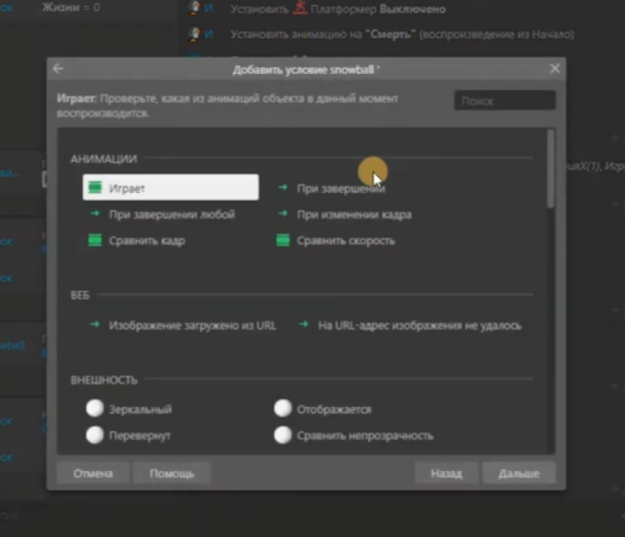 ок
Жизни = 0
И
Установить Платформер Выключено
И
Установить анимацию на "Смерть" (воспроизведение из Начало)
Добавить условие snowball '
Играет: Проверьте, какая из анимаций объекта в данный момент
воспроизводится.
Поиск
АНИМАЦИИ
Играет
При завершении
При завершении любой
При изменении кадра
Сравнить кадр
Сравнить скорость
ВЕБ
Изображение загружено из URL
На URL-адрес изображения не удалось
ВНЕШНОСТЬ
Зеркальный
Отображается
Перевернут
Сравнить непрозрачность
Отмена
Помощь
Назад
Дальше